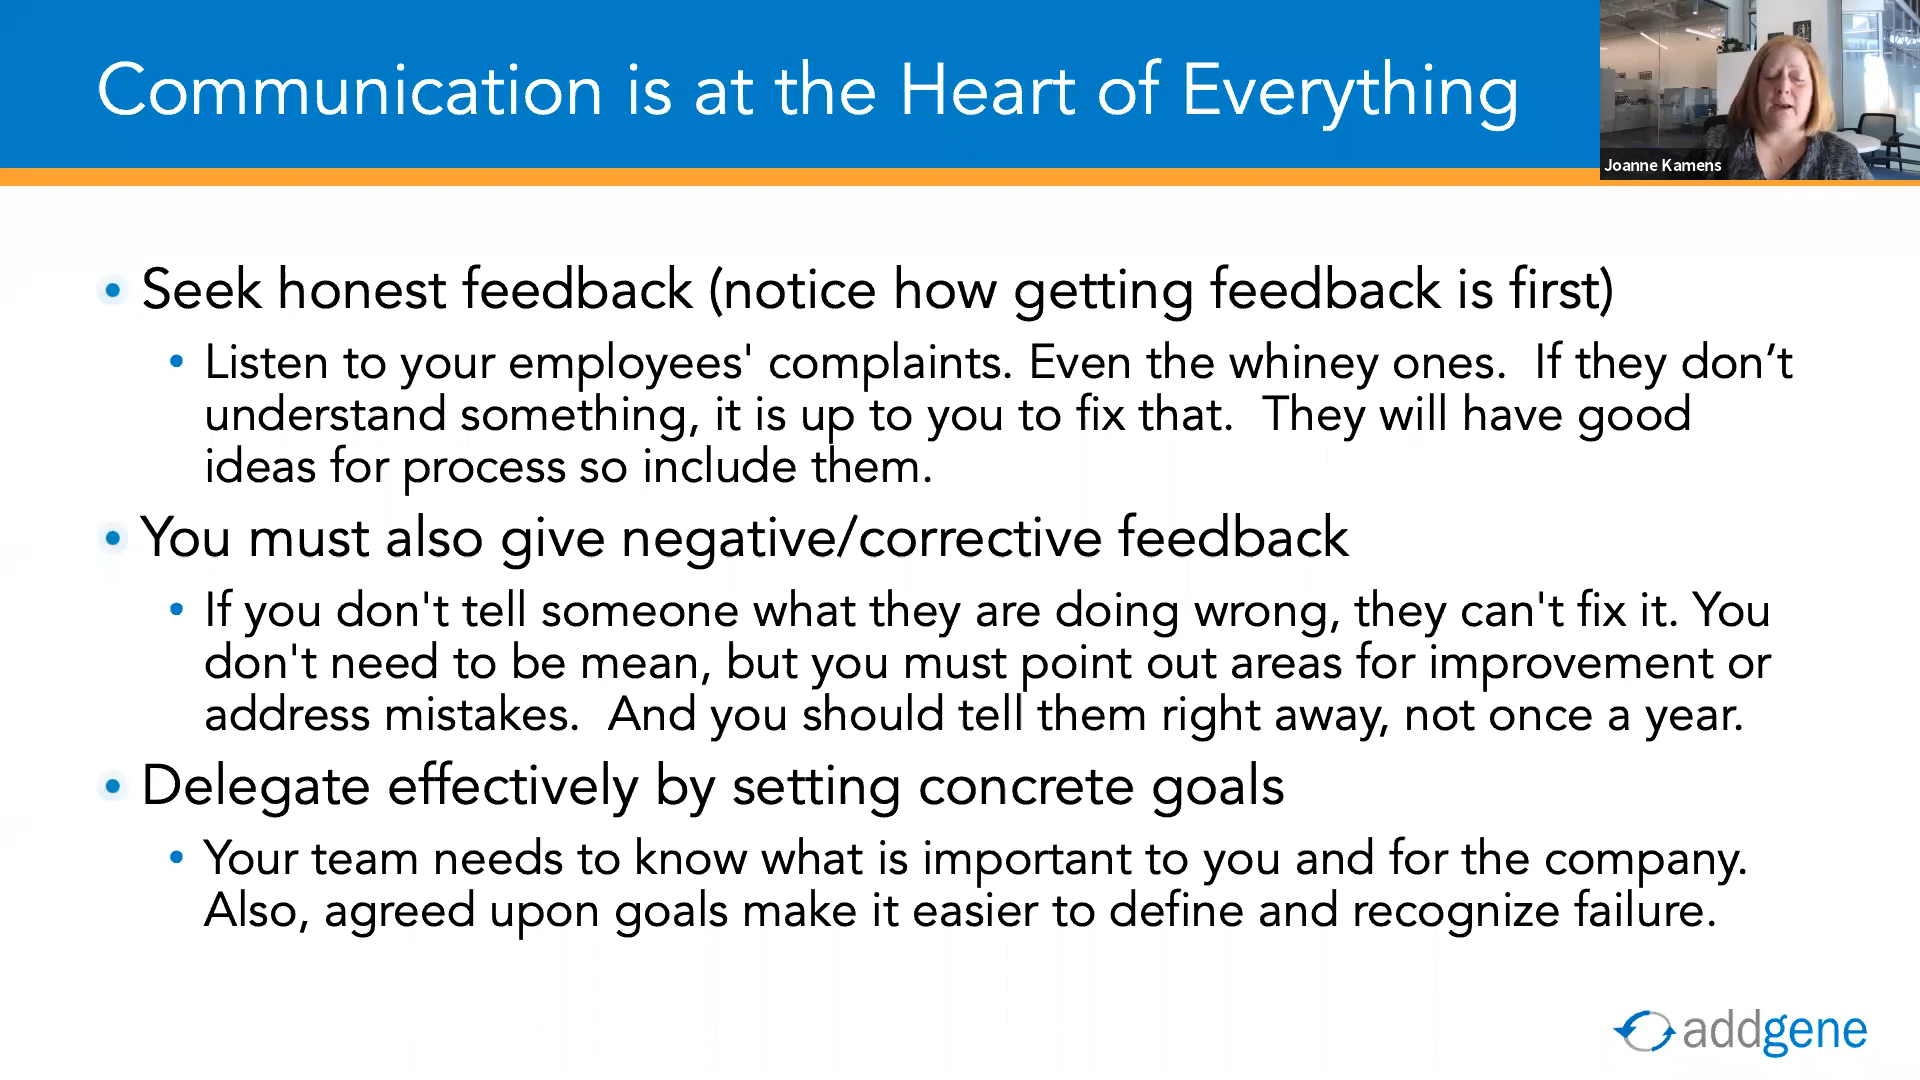 Communication is at the Heart of Everything
Joanne Kamens
• Seek honest feedback (notice how getting feedback is first)
• Listen to your employees' complaints. Even the whiney ones.  If they don’t
understand something, it is up to you to fix that.  They will have good
ideas for process so include them.
• You must also give negative/corrective feedback
• If you don't tell someone what they are doing wrong, they can't fix it. You
don't need to be mean, but you must point out areas for improvement or
address mistakes.  And you should tell them right away, not once a year.
• Delegate effectively by setting concrete goals
• Your team needs to know what is important to you and for the company.
Also, agreed upon goals make it easier to define and recognize failure.
addgene